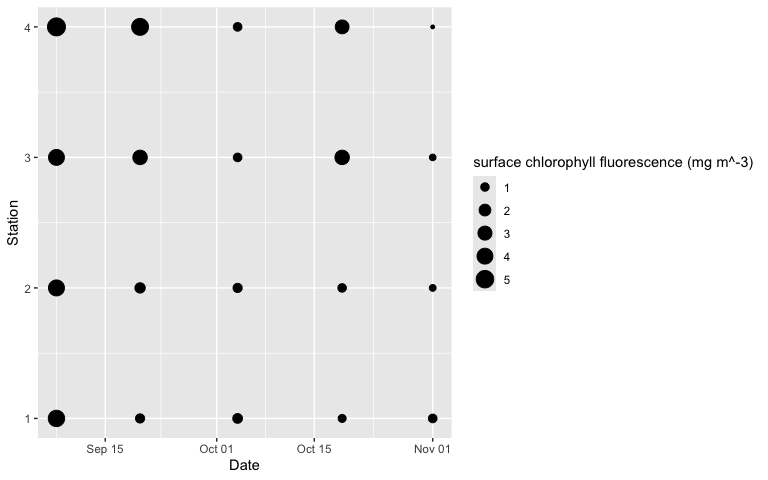 4
3
2
1
Station
Sep 15 Oct 01 Oct 15 Nov 01
Date
surface chlorophyll fluorescence (mg m^-3)
1
2
3
4
5